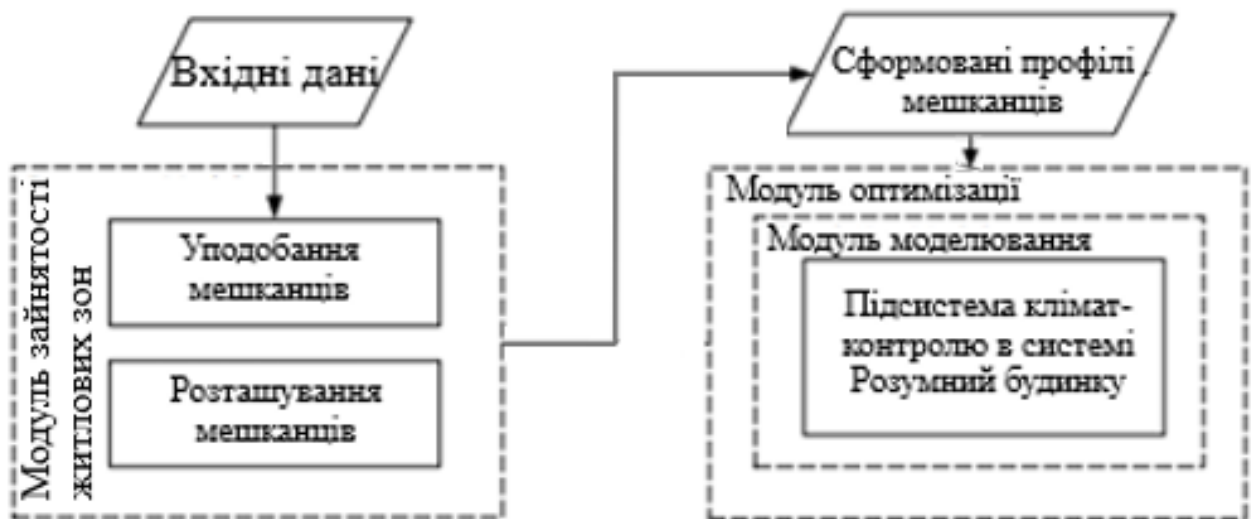 Вхідні дані
Модуль зайнятості
житлових зон
Уподобання
мешканців
Розташування
мешканців
Сформовані профілі
мешканців
Модуль оптимізації
Модуль моделювання
Підсистема клімат-
контролю в системі
Розумний будинку